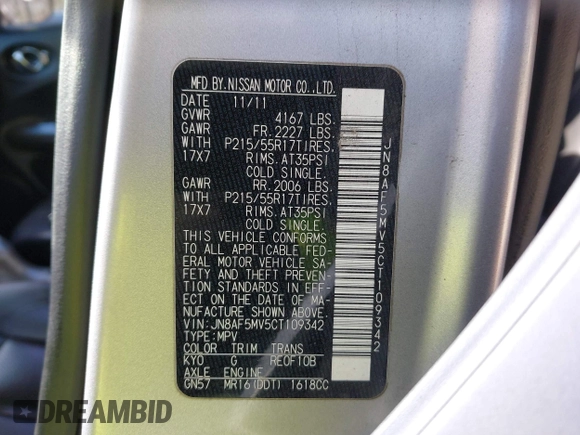 MFD BY.NISSAN MOTOR CO.,LTD.
DATE 11/11
GVWR 4167 LBS.
GAWR FR.2227 LBS.
WITH P215/55R17TIRES.
17X7 RIMS.AT35PSI
COLD SINGLE.
GAWR RR.2006 LBS.
WITH P215/55R17TIRES.
17X7 RIMS.AT35PSI
COLD SINGLE.
THIS VEHICLE CONFORMS
TO ALL APPLICABLE FED-
ERAL MOTOR VEHICLE SA-
FETY AND THEFT PREVEN-
TION STANDARDS IN EFF-
ECT ON THE DATE OF MA-
NUFACTURE SHOWN ABOVE.
VIN:JN8AF5MV5CT109342
TYPE:MPV
COLOR TRIM TRANS
KYO G RE0F10B
AXLE ENGINE
GN57 MR16(DDT) 1618CC
JN8AF5MV5CT109342
DREAMBID